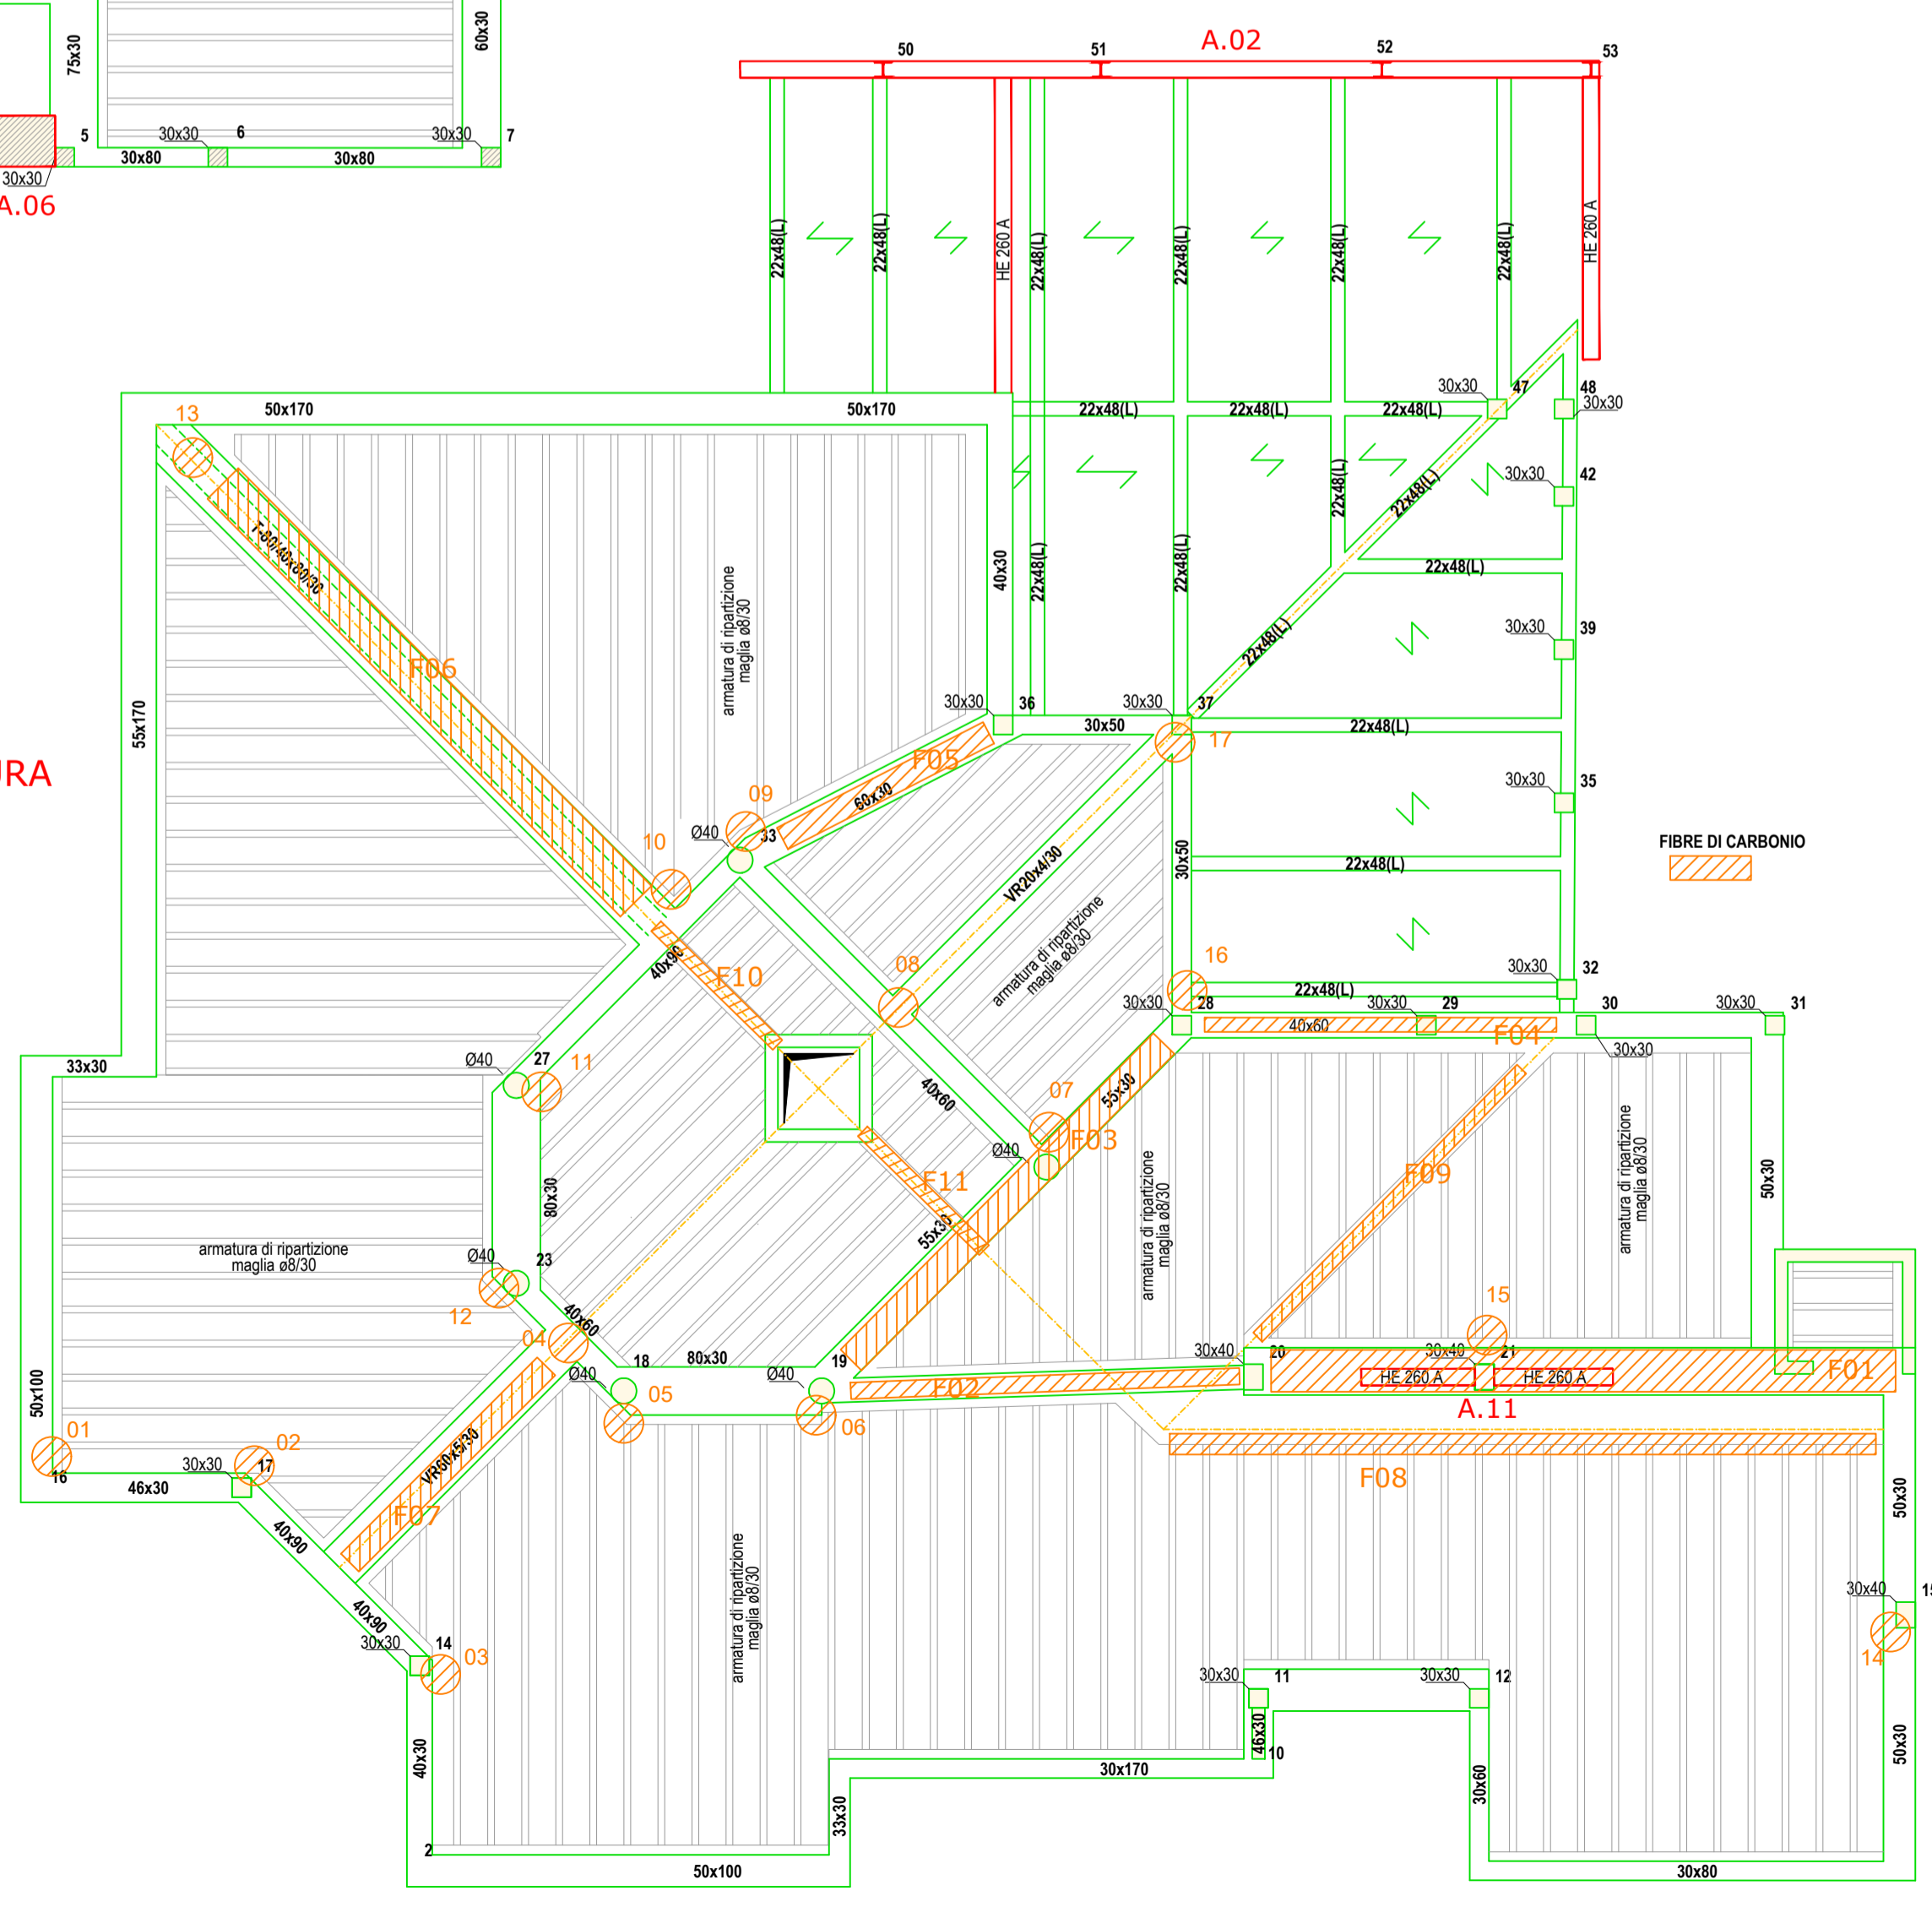 75x30
60x30
5
30x30
6
30x30
7
30x80
30x80
30x30
A.06
A.02
50
51
52
53
22x48(L)
22x48(L)
HE 260 A
22x48(L)
22x48(L)
22x48(L)
22x48(L)
HE 260 A
13
50x170
50x170
22x48(L)
22x48(L)
22x48(L)
30x30
47
48
30x30
30x30
42
22x48(L)
22x48(L)
T-80/40x80/30
40x30
22x48(L)
22x48(L)
22x48(L)
armatura di ripartizione
maglia ø8/30
22x48(L)
30x30
39
F06
55x170
30x30
36
30x30
37
30x50
22x48(L)
17
F05
60x30
URA
30x30
35
09
Ø40
33
10
FIBRE DI CARBONIO
VR20x4/30
30x50
22x48(L)
armatura di ripartizione
maglia ø8/30
40x90
F10
08
16
30x30
32
22x48(L)
30x30
28
30x30
29
30
30x30
31
40x60
F04
30x30
33x30
Ø40
27
11
40x60
07
55x30
F03
Ø40
F11
F09
armatura di ripartizione
maglia ø8/30
armatura di ripartizione
maglia ø8/30
50x30
80x30
55x30
armatura di ripartizione
maglia ø8/30
Ø40
23
12
04
40x60
15
18
80x30
19
Ø40
Ø40
30x40
20
30x40
21
HE 260 A
HE 260 A
F01
F02
A.11
05
06
50x100
01
02
30x30
17
16
46x30
VR60x5/30
F07
F08
50x30
40x90
40x90
armatura di ripartizione
maglia ø8/30
30x40
14
30x30
14
03
30x30
11
30x30
12
40x30
46x30
10
30x170
50x30
30x60
33x30
2
50x100
30x80